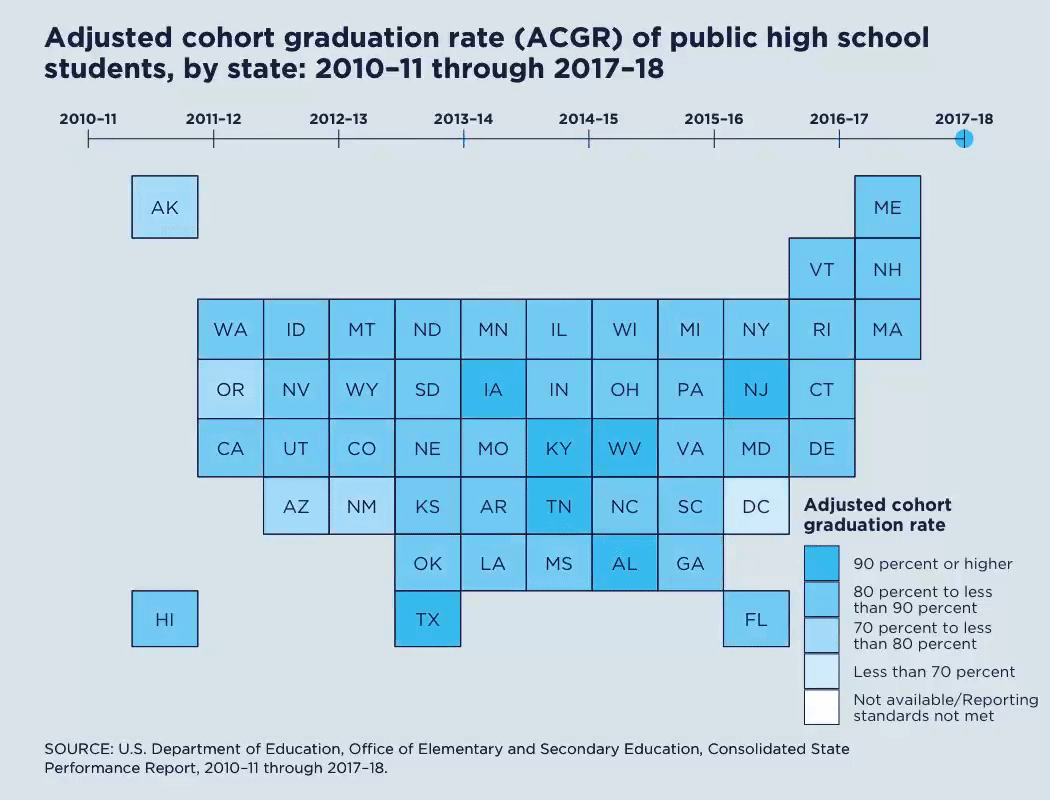 Adjusted cohort graduation rate (ACGR) of public high school
students, by state: 2010–11 through 2017–18
2010–11 2011–12 2012–13 2013–14 2014–15 2015–16 2016–17 2017–18
AK ME
VT NH
WA ID MT ND MN IL WI MI NY RI MA
OR NV WY SD IA IN OH PA NJ CT
CA UT CO NE MO KY WV VA MD DE
AZ NM KS AR TN NC SC DC
OK LA MS AL GA
HI TX FL
Adjusted cohort
graduation rate
90 percent or higher
80 percent to less
than 90 percent
70 percent to less
than 80 percent
Less than 70 percent
Not available/Reporting
standards not met
SOURCE: U.S. Department of Education, Office of Elementary and Secondary Education, Consolidated State
Performance Report, 2010–11 through 2017–18.